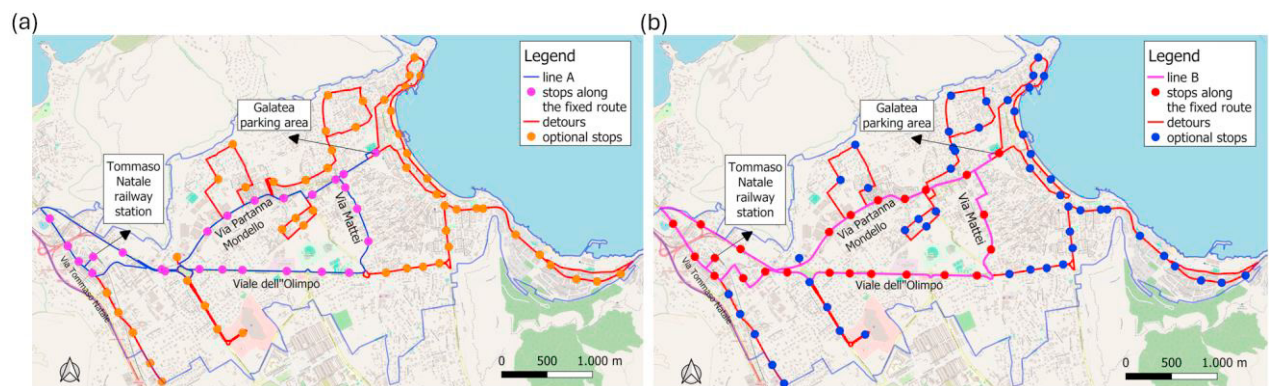 (a)
Legend
line A
stops along
the fixed route
detours
optional stops
Galatea
parking area
Tommaso
Natale
railway
station
Via Partanna
Mondello
Via Mattei
Viale dell"Olimpo
Via Tommaso Natale
0 500 1.000 m
(b)
Legend
line B
stops along
the fixed route
detours
optional stops
Galatea
parking area
Tommaso
Natale
railway
station
Via Partanna
Mondello
Via Mattei
Viale dell"Olimpo
Via Tommaso Natale
0 500 1.000 m